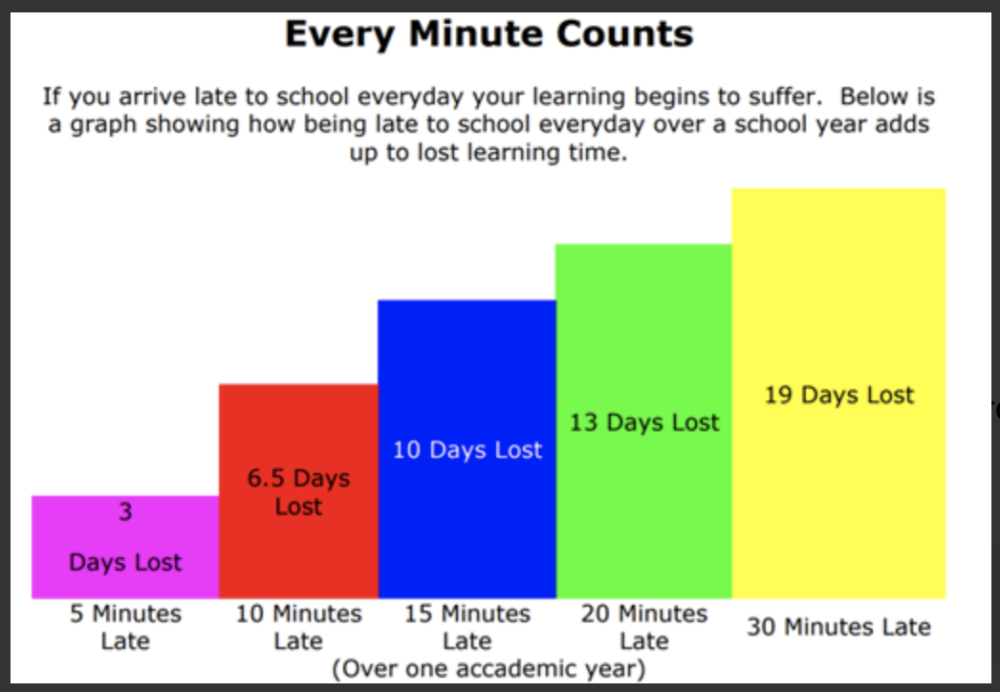 Every Minute Counts
If you arrive late to school everyday your learning begins to suffer. Below is
a graph showing how being late to school everyday over a school year adds
up to lost learning time.
3
Days Lost
6.5 Days
Lost
10 Days Lost
13 Days Lost
19 Days Lost
5 Minutes
Late
10 Minutes
Late
15 Minutes
Late
20 Minutes
Late
30 Minutes Late
(Over one accademic year)